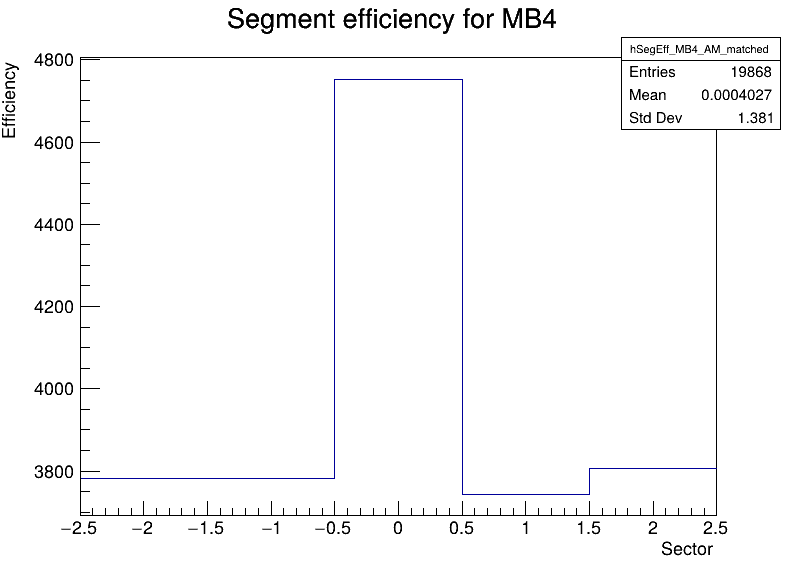 Segment efficiency for MB4
hSegEff_MB4_AM_matched
Entries 19868
Mean 0.0004027
Std Dev 1.381
Efficiency
4800
4600
4400
4200
4000
3800
−2.5 −2 −1.5 −1 −0.5 0 0.5 1 1.5 2 2.5
Sector